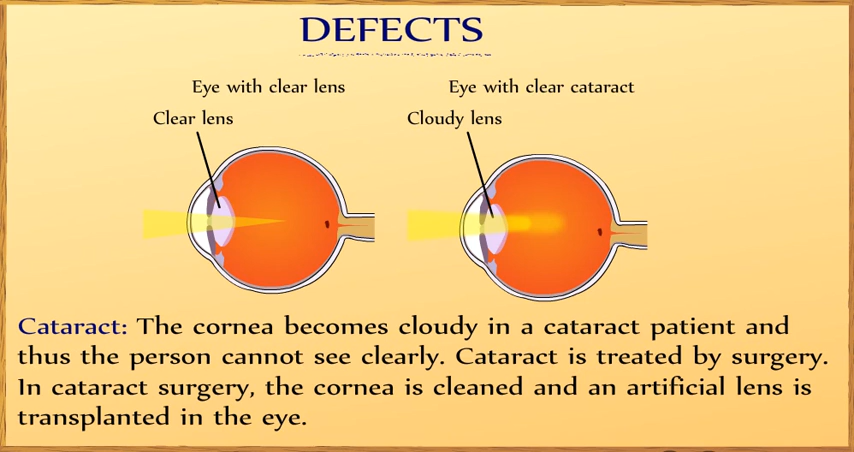 DEFECTS
Eye with clear lens
Eye with clear cataract
Clear lens
Cloudy lens
Cataract: The cornea becomes cloudy in a cataract patient and
thus the person cannot see clearly. Cataract is treated by surgery.
In cataract surgery, the cornea is cleaned and an artificial lens is
transplanted in the eye.